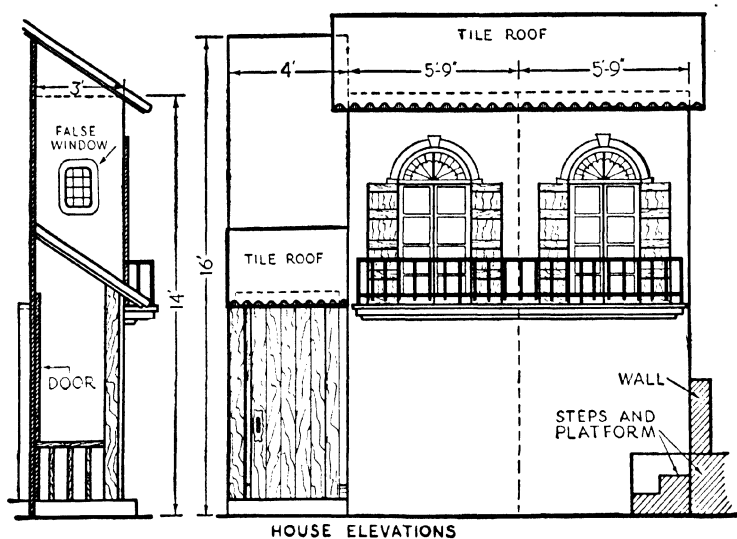 TILE ROOF
3'
4'
5'-9"
5'-9"
FALSE
WINDOW
TILE ROOF
14'
16'
DOOR
WALL
STEPS AND
PLATFORM
HOUSE ELEVATIONS